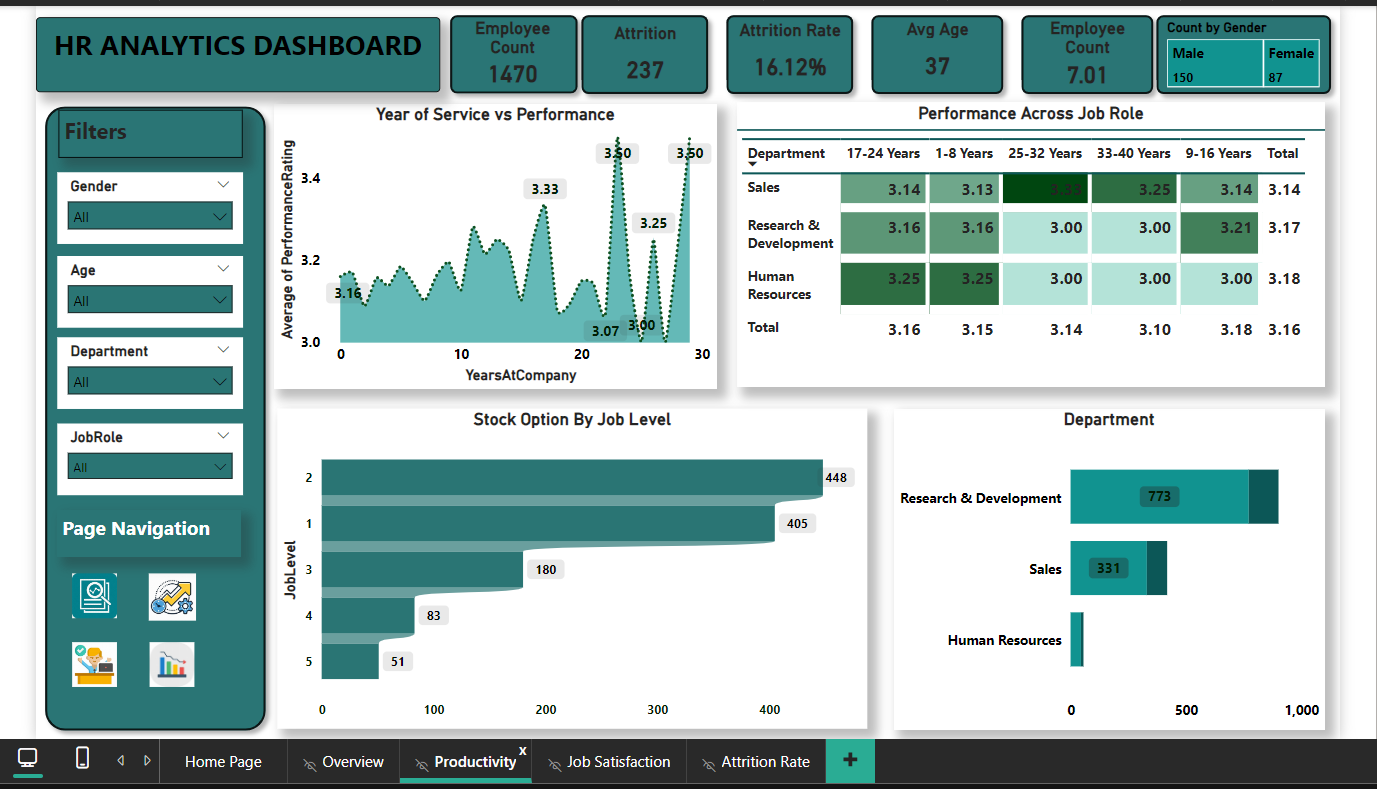 HR ANALYTICS DASHBOARD
Employee
Count
1470
Attrition
237
Attrition Rate
16.12%
Avg Age
37
Employee
Count
7.01
Count by Gender
Male
Female
150
87
Filters
Gender
All
Age
All
Department
All
JobRole
All
Page Navigation
Year of Service vs Performance
Average of PerformanceRating
3.4
3.2
3.0
3.16
3.33
3.50
3.50
3.25
3.07
3.00
0 10 20 30
YearsAtCompany
Performance Across Job Role
Department 17-24 Years 1-8 Years 25-32 Years 33-40 Years 9-16 Years Total
Sales 3.14 3.13 3.33 3.25 3.14 3.14
Research &
Development 3.16 3.16 3.00 3.00 3.21 3.17
Human
Resources 3.25 3.25 3.00 3.00 3.00 3.18
Total 3.16 3.15 3.14 3.10 3.18 3.16
Stock Option By Job Level
JobLevel
2 448
1 405
3 180
4 83
5 51
0 100 200 300 400
Department
Research & Development 773
Sales 331
Human Resources
0 500 1,000
Home Page Overview Productivity x Job Satisfaction Attrition Rate +